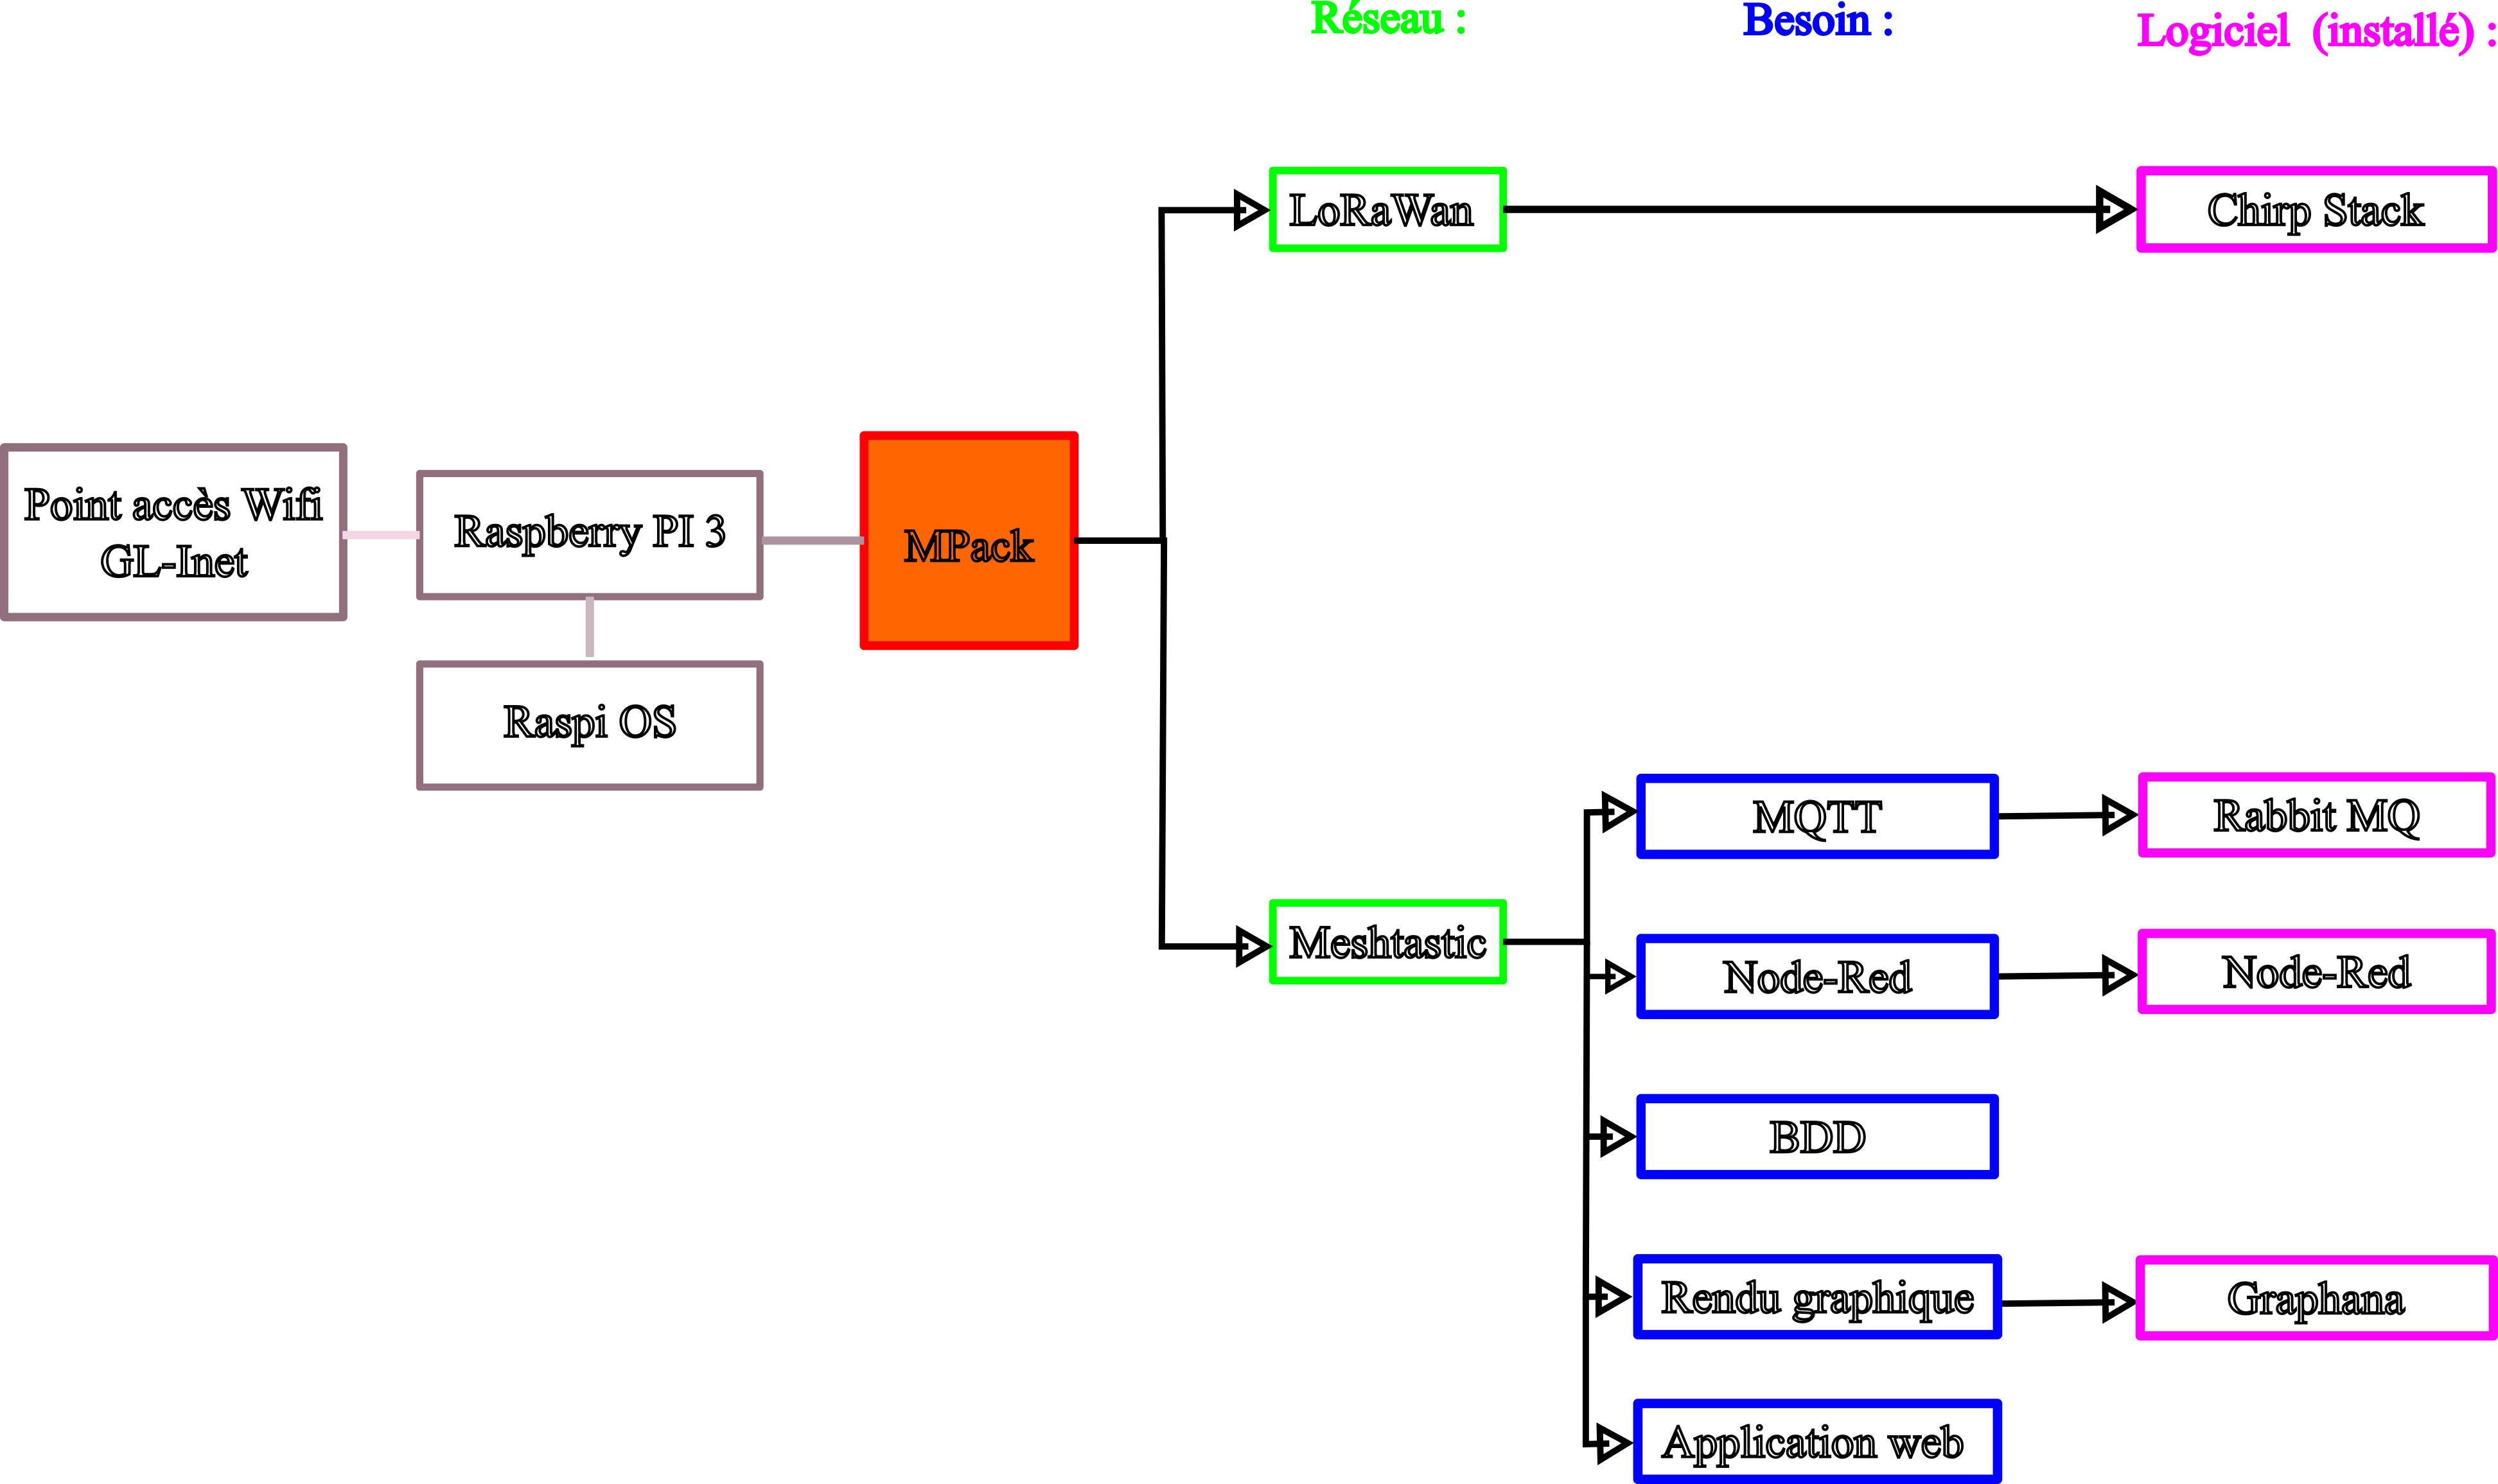 Réseau :
Besoin :
Logiciel (installé) :
LoRaWan
Chirp Stack
Point accès Wifi
GL-Inet
Raspberry PI 3
MPack
Raspi OS
MQTT
Rabbit MQ
Meshtastic
Node-Red
Node-Red
BDD
Rendu graphique
Graphana
Application web